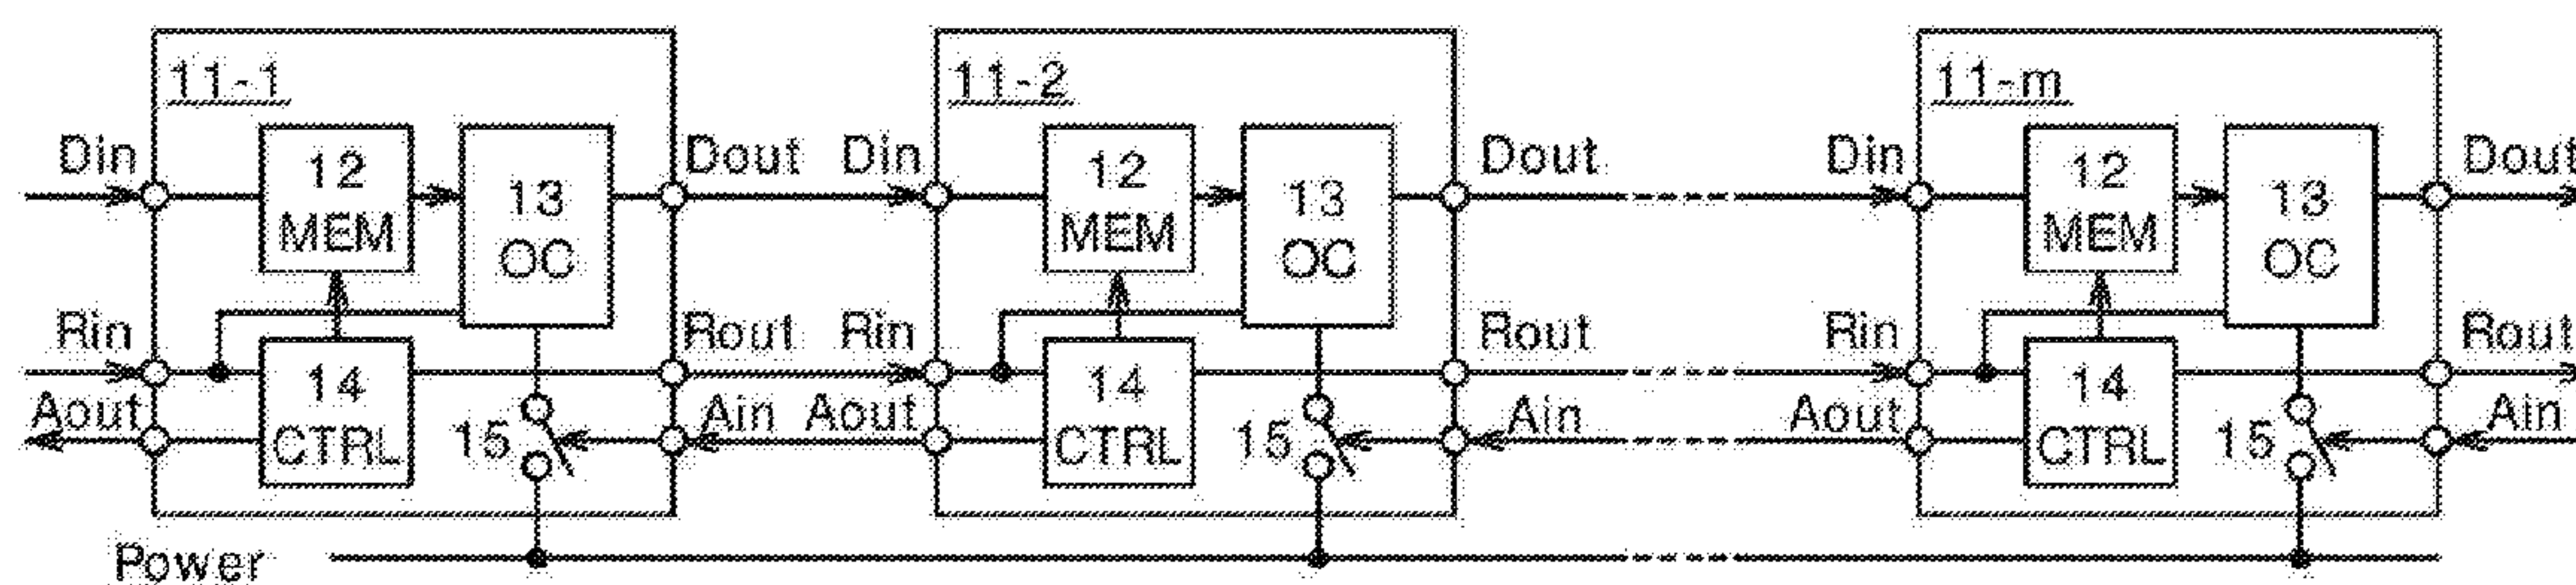 11-1 11-2 11-m
Din 12 MEM 13 OC Dout Din 12 MEM 13 OC Dout Din 12 MEM 13 OC Dout
Rin 14 CTRL Rout Rin 14 CTRL Rout Rin 14 CTRL Rout
Aout 15 Ain Aout 15 Ain Aout 15 Ain
Power